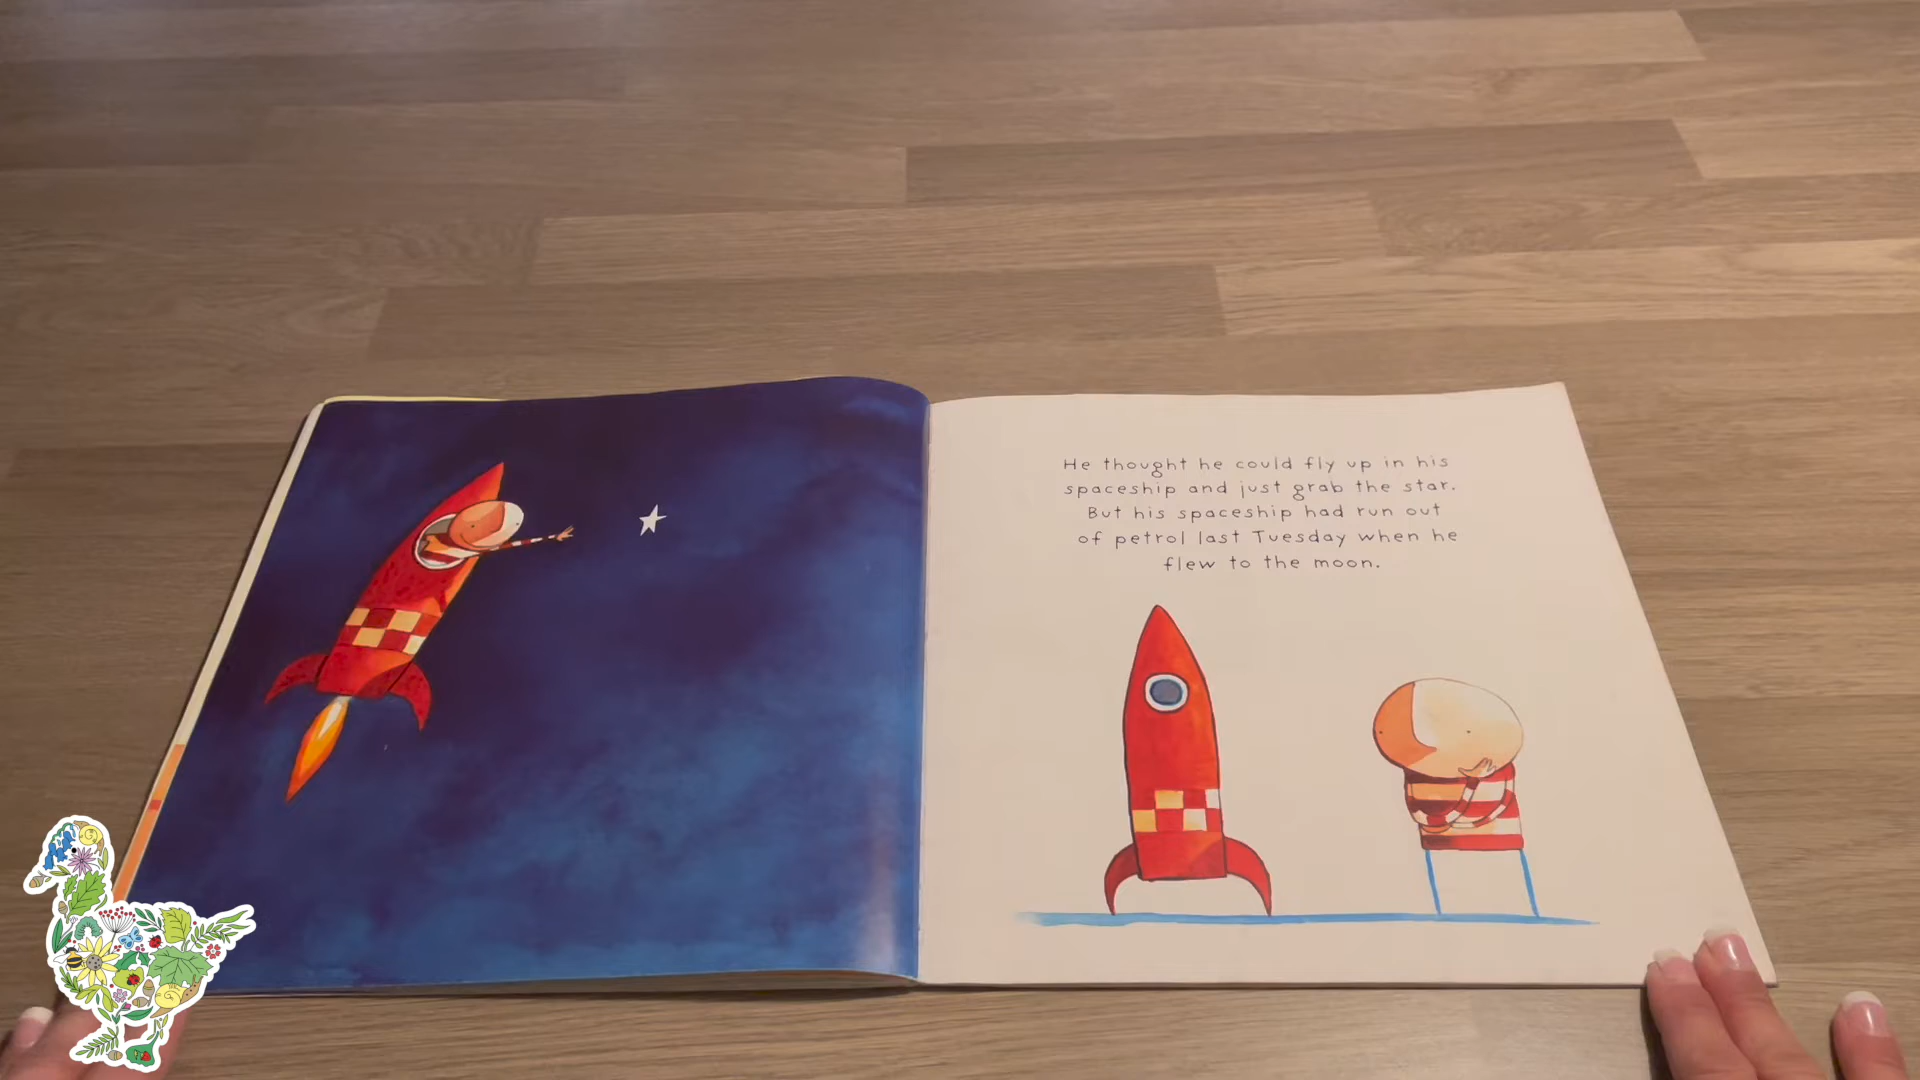 He thought he could fly up in his
spaceship and just grab the star.
But his spaceship had run out
of petrol last Tuesday when he
flew to the moon.